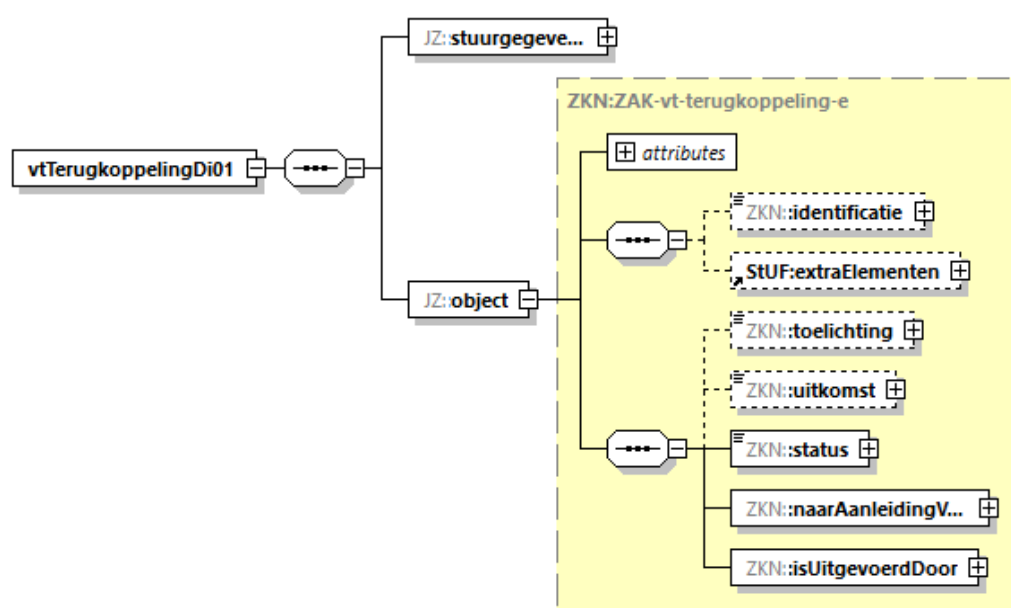 JZ::stuurgegeve...
ZKN:ZAK-vt-terugkoppeling-e
attributes
vtTerugkoppelingDi01
ZKN::identificatie
StUF:extraElementen
JZ::object
ZKN::toelichting
ZKN::uitkomst
ZKN::status
ZKN::naarAanleidingV...
ZKN::isUitgevoerdDoor